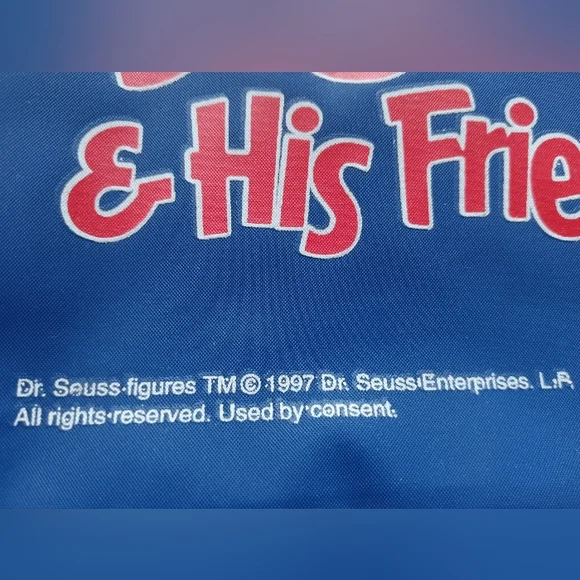 & His Frie
Dr. Seuss figures TM © 1997 Dr. Seuss Enterprises. L.P.
All rights reserved. Used by consent.